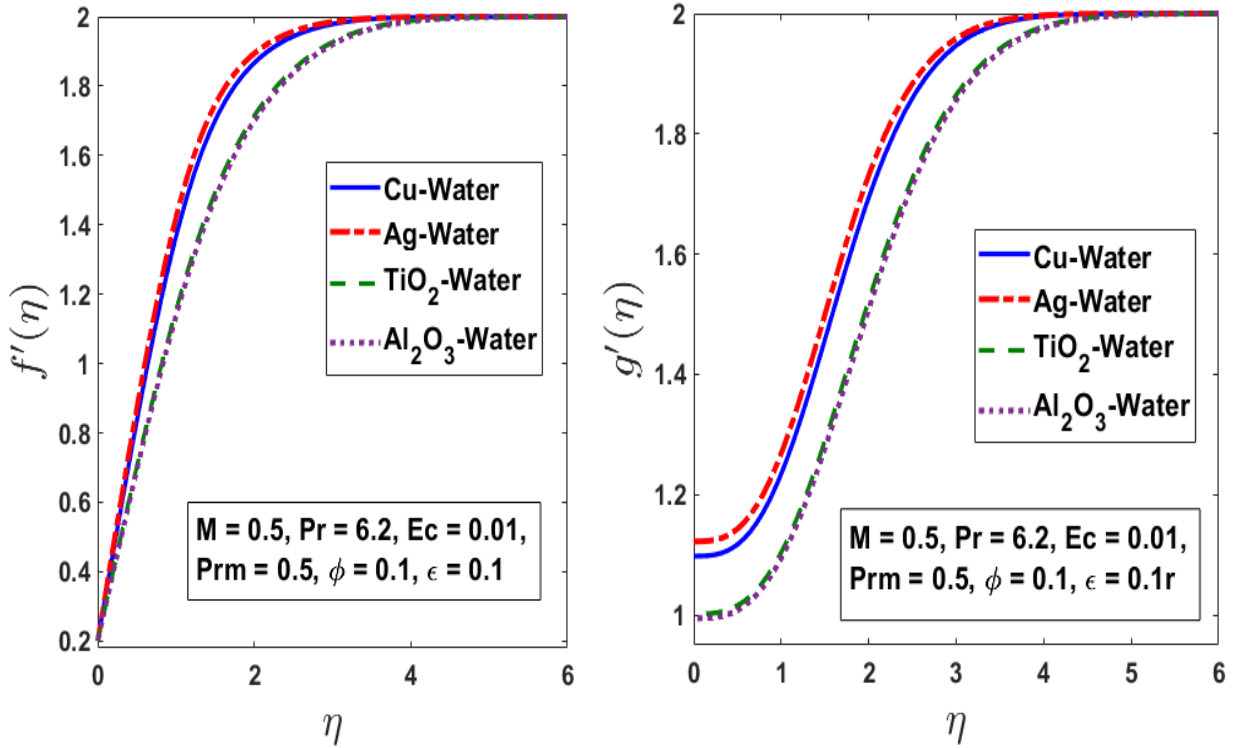 2
1.8
1.6
1.4
1.2
1
0.8
0.6
0.4
0.2
f′(η)
Cu-Water
Ag-Water
TiO₂-Water
Al₂O₃-Water
M = 0.5, Pr = 6.2, Ec = 0.01,
Prm = 0.5, ϕ = 0.1, ϵ = 0.1
0 2 4 6
η
2
1.8
1.6
1.4
1.2
1
g′(η)
Cu-Water
Ag-Water
TiO₂-Water
Al₂O₃-Water
M = 0.5, Pr = 6.2, Ec = 0.01,
Prm = 0.5, ϕ = 0.1, ϵ = 0.1r
0 1 2 3 4 5 6
η